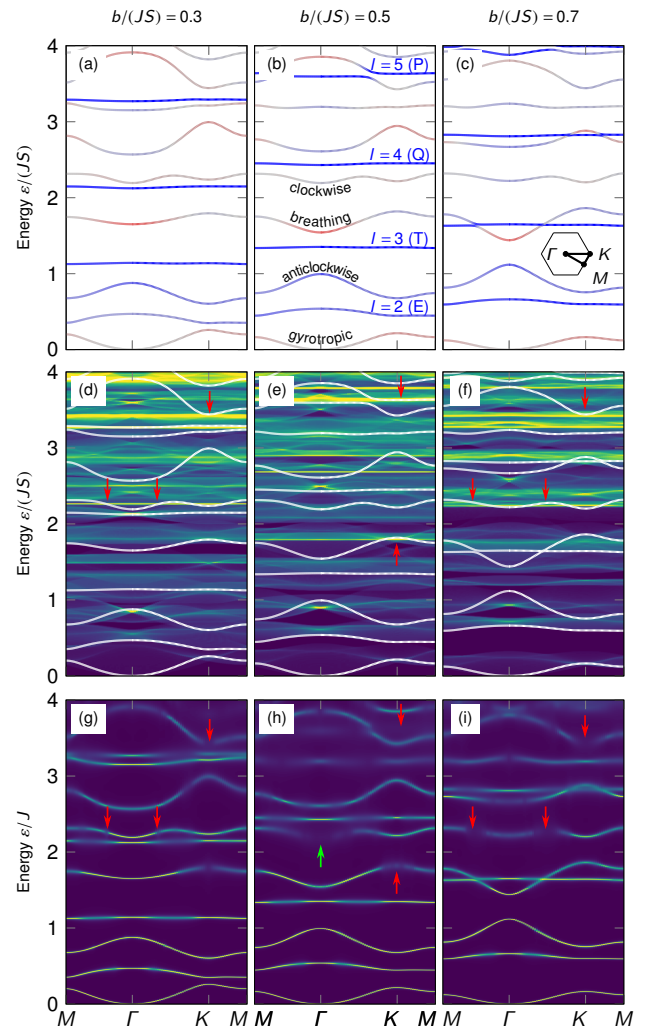 b/(JS) = 0.3
b/(JS) = 0.5
b/(JS) = 0.7
Energy ε/(JS)
4
3
2
1
0
(a)
(b)
(c)
l = 5 (P)
l = 4 (Q)
clockwise
breathing
l = 3 (T)
anticlockwise
l = 2 (E)
gyrotropic
Γ
K
M
Energy ε/(JS)
4
3
2
1
0
(d)
(e)
(f)
Energy ε/J
4
3
2
1
0
(g)
(h)
(i)
M Γ K M
M Γ K M
M Γ K M